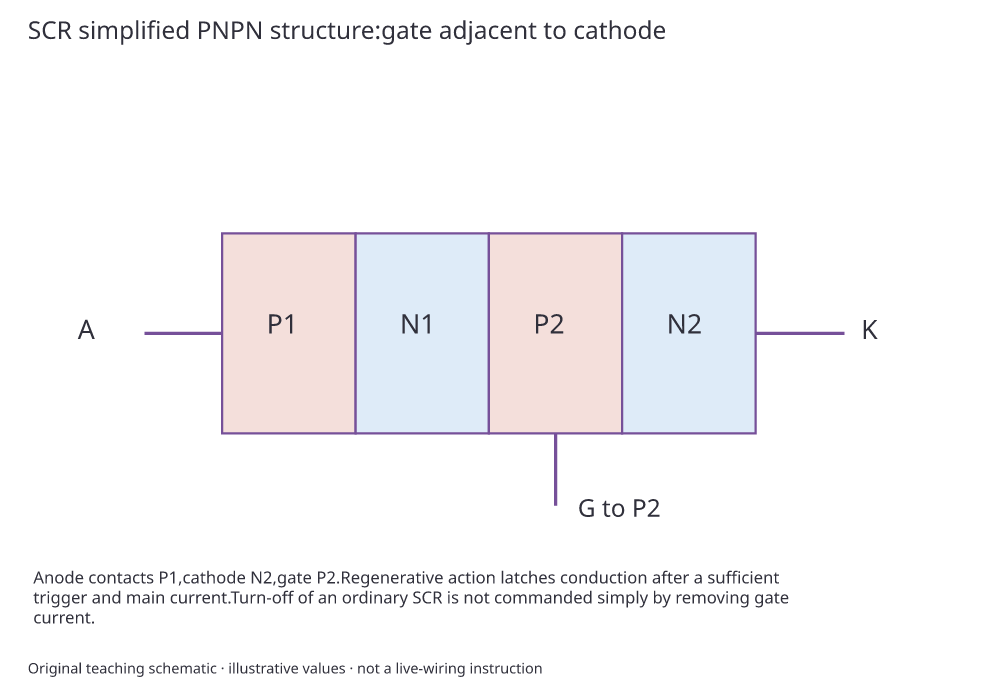 SCR simplified PNPN structure:gate adjacent to cathode
A
P1
N1
P2
N2
K
G to P2
Anode contacts P1,cathode N2,gate P2.Regenerative action latches conduction after a sufficient
trigger and main current.Turn-off of an ordinary SCR is not commanded simply by removing gate
current.
Original teaching schematic · illustrative values · not a live-wiring instruction